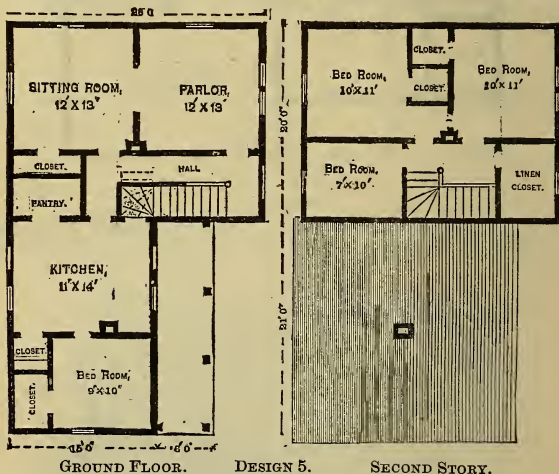 25'0
SITTING ROOM,
12'X13'
PARLOR,
12'X13'
CLOSET.
HALL
PANTRY.
KITCHEN,
11'X14'
CLOSET.
CLOSET.
BED ROOM,
9'X10'
15'0"
6'0"
GROUND FLOOR.
20'0"
21'0"
CLOSET.
CLOSET.
BED ROOM,
10'X11'
BED ROOM,
10'X11'
BED ROOM.
7'X10'
LINEN
CLOSET.
DESIGN 5.
SECOND STORY.